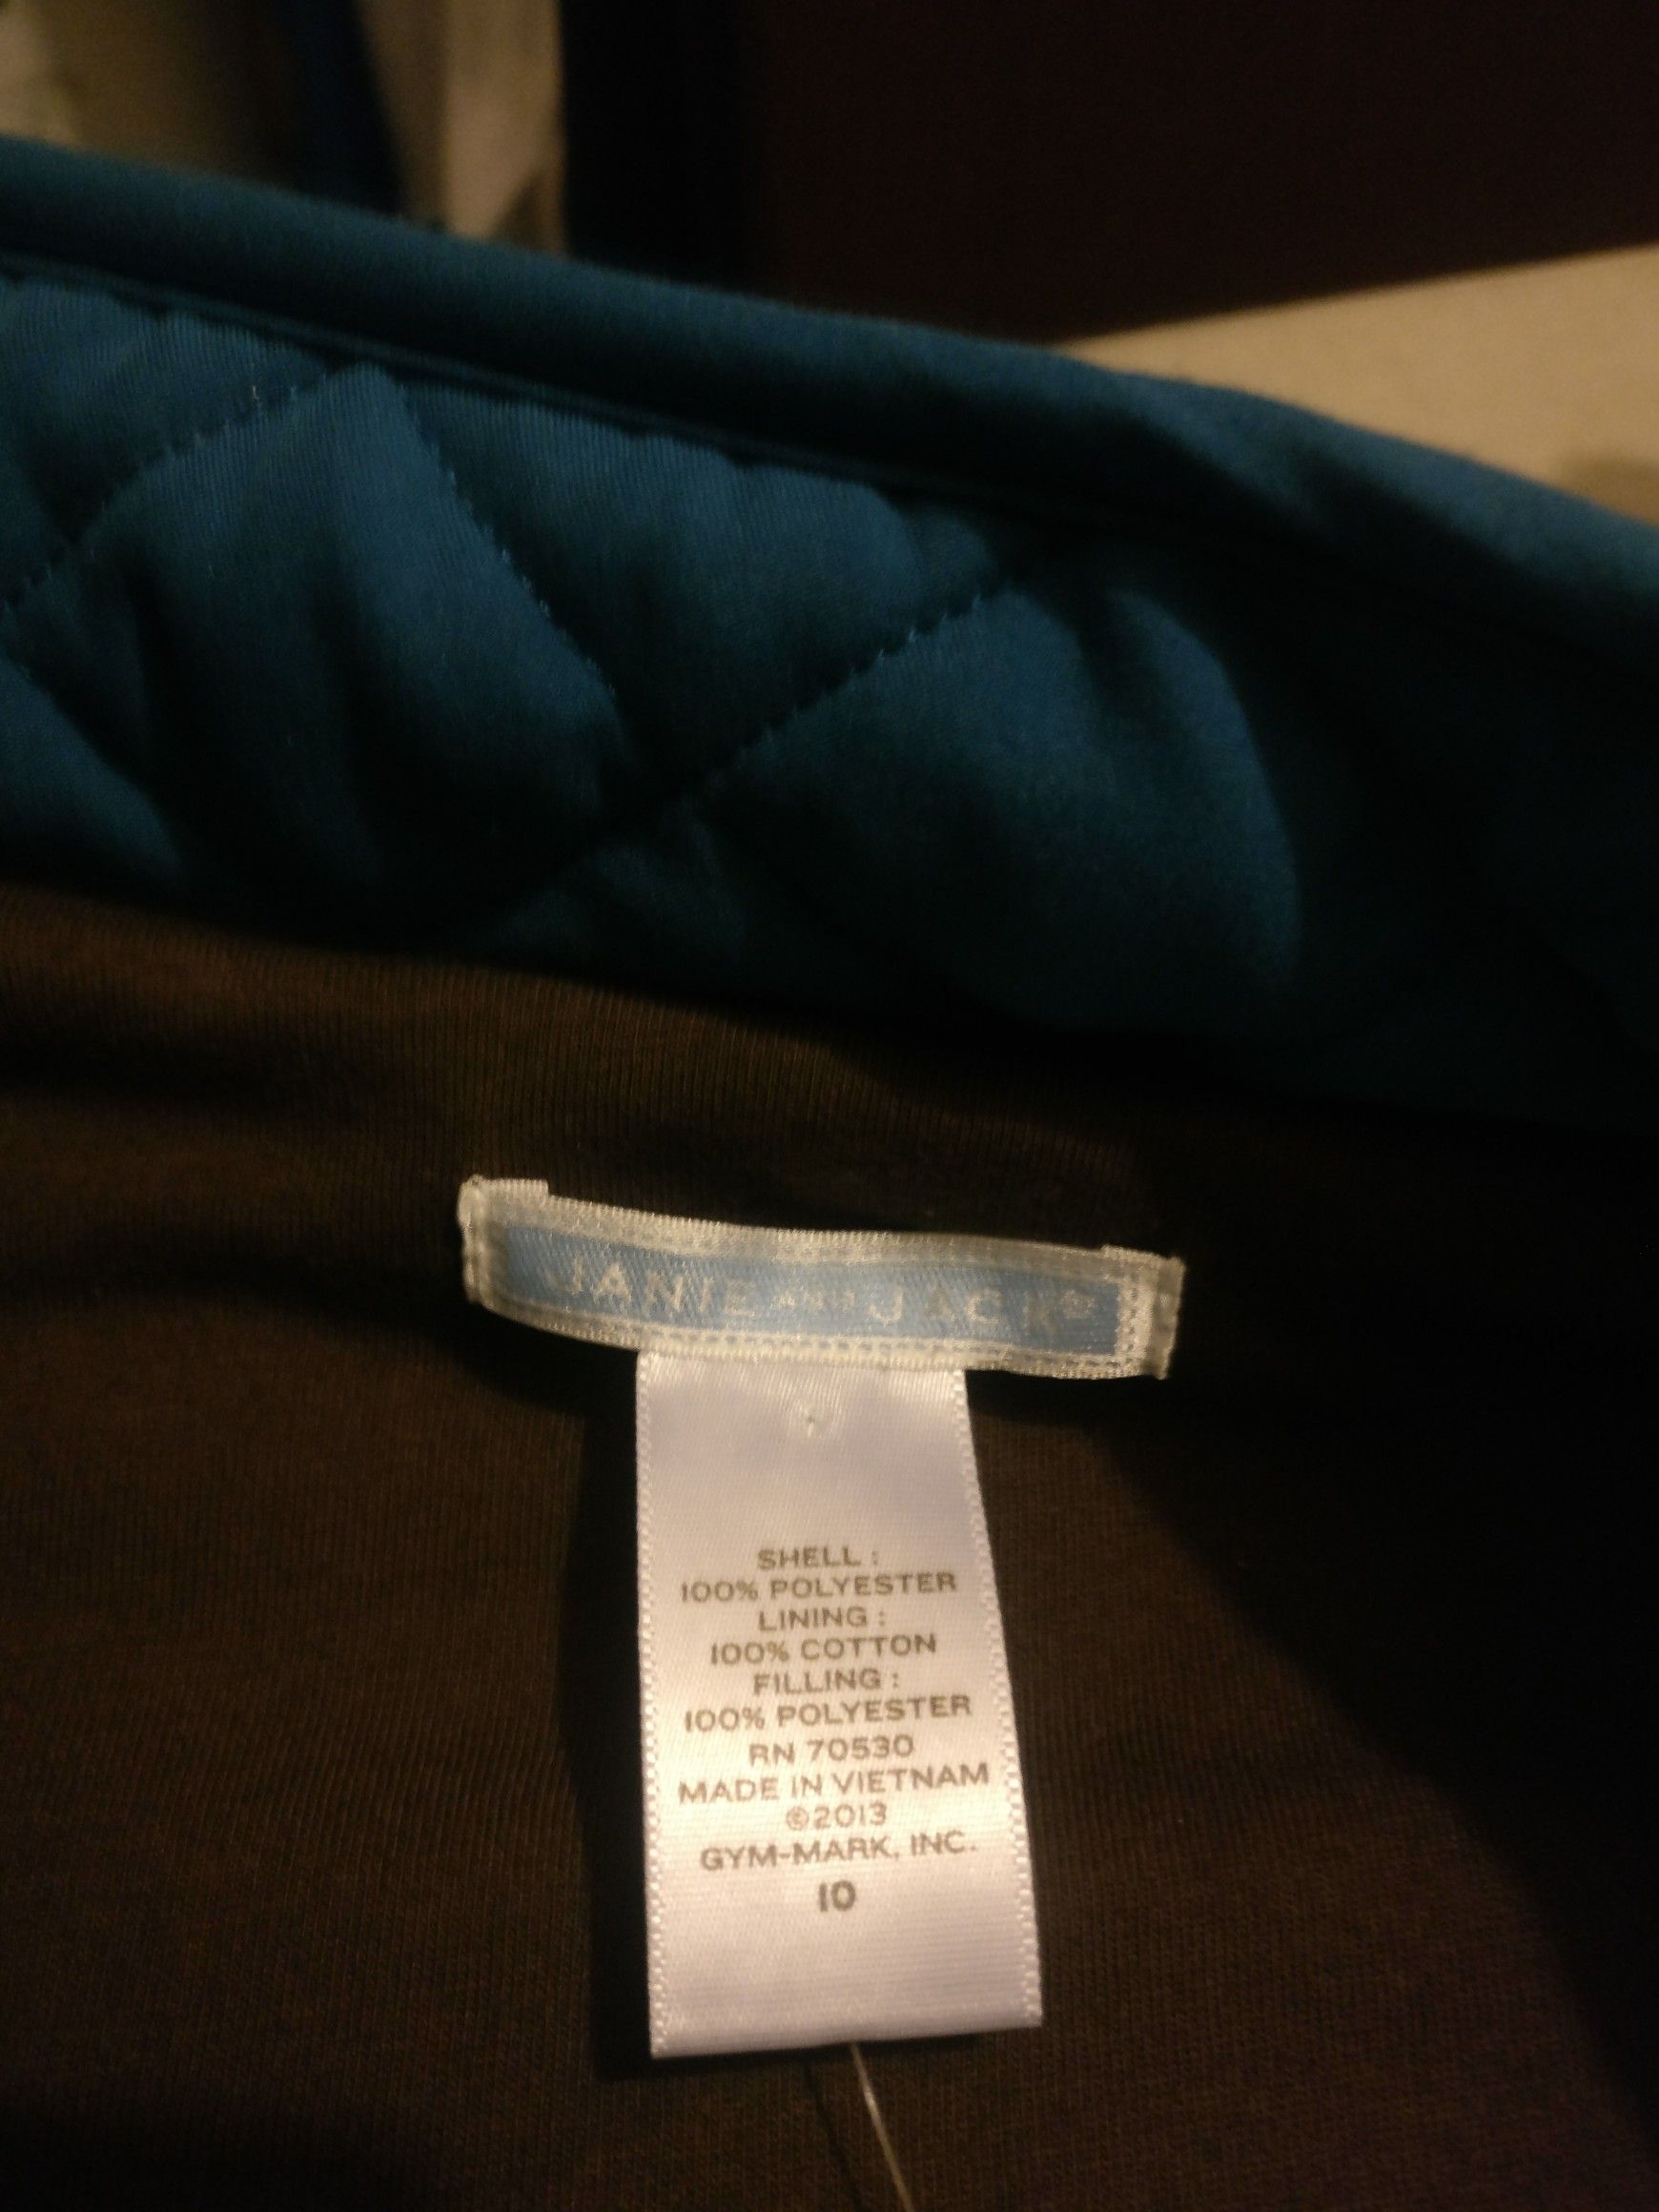 JANIE AND JACK®
SHELL :
100% POLYESTER
LINING :
100% COTTON
FILLING :
100% POLYESTER
RN 70530
MADE IN VIETNAM
©2013
GYM-MARK, INC.
10